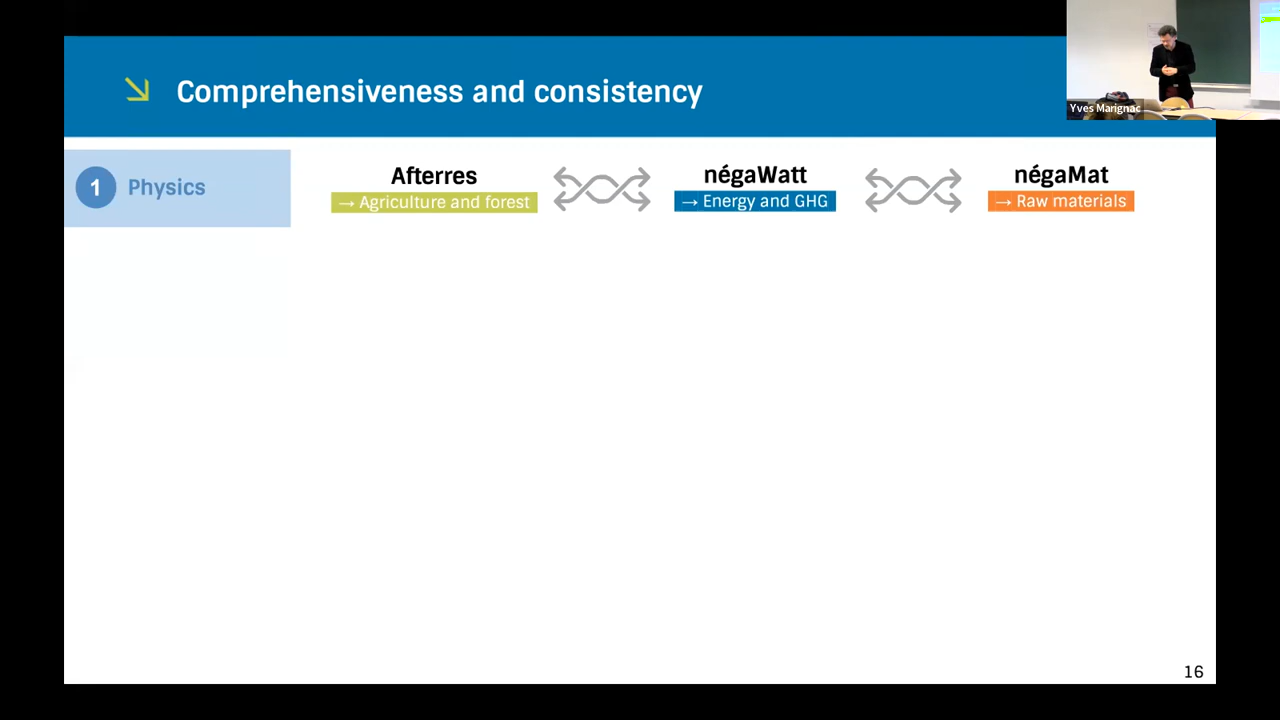 Comprehensiveness and consistency
Yves Marignac
1 Physics
Afterres
négaWatt
négaMat
→ Agriculture and forest
→ Energy and GHG
→ Raw materials
16